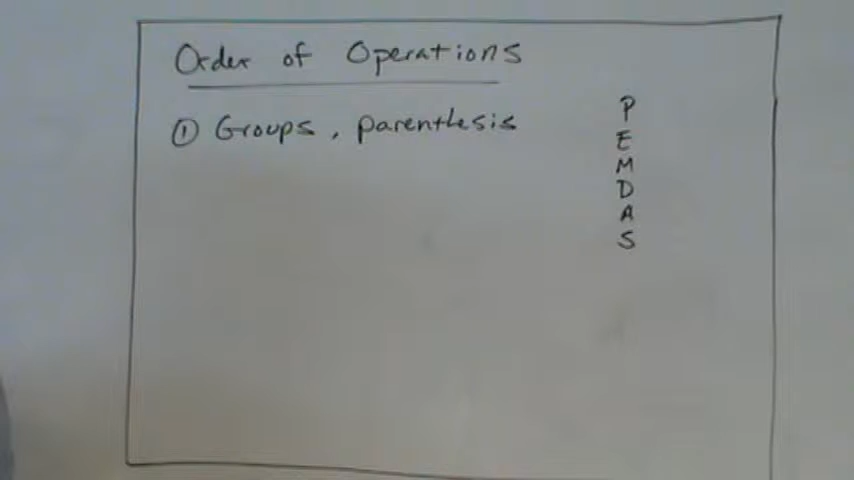 Order of Operations
① Groups, parenthesis
P
E
M
D
A
S